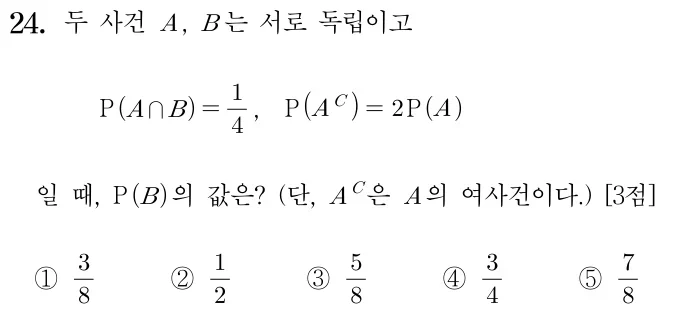 24. 두 사건 A, B는 서로 독립이고
P(A∩B)=1/4, P(A^C)=2P(A)
일 때, P(B)의 값은? (단, A^C은 A의 여사건이다.) [3점]
① 3/8 ② 1/2 ③ 5/8 ④ 3/4 ⑤ 7/8